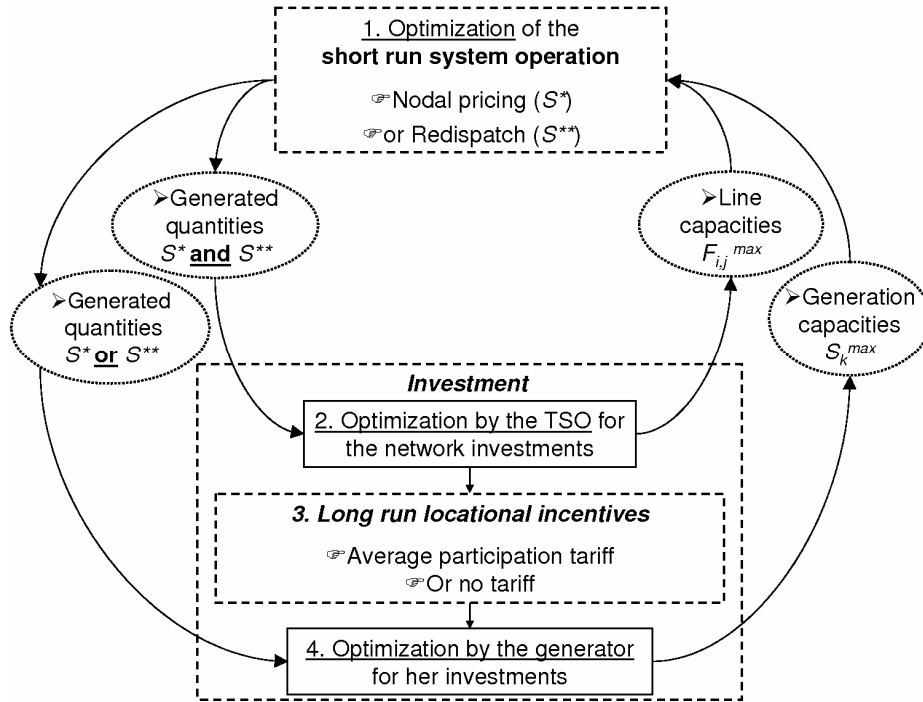 1. Optimization of the
short run system operation
☞Nodal pricing (S*)
☞or Redispatch (S**)
➢Generated
quantities
S* and S**
➢Line
capacities
F i,j max
➢Generated
quantities
S* or S**
➢Generation
capacities
S k max
Investment
2. Optimization by the TSO for
the network investments
3. Long run locational incentives
☞Average participation tariff
☞Or no tariff
4. Optimization by the generator
for her investments